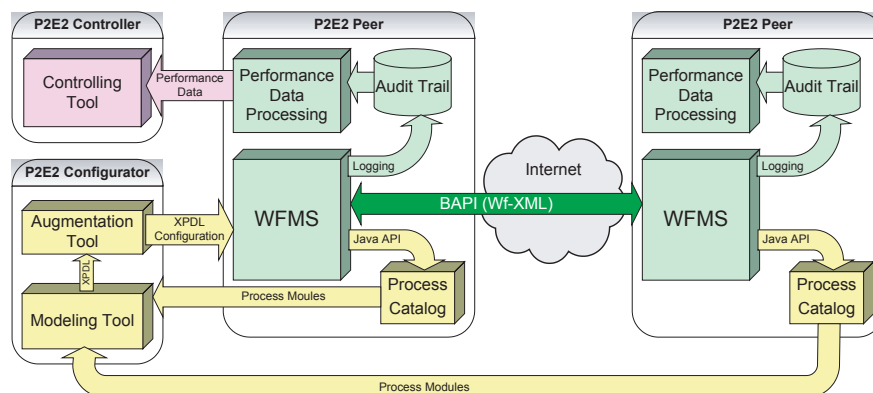 P2E2 Controller
P2E2 Peer
P2E2 Peer
Controlling
Tool
Performance
Data
Performance
Data
Processing
Audit Trail
Performance
Data
Processing
Audit Trail
P2E2 Configurator
Logging
Internet
Logging
Augmentation
Tool
XPDL
Configuration
WFMS
BAPI (Wf-XML)
WFMS
Java API
Java API
XPDL
Modeling Tool
Process Moules
Process
Catalog
Process
Catalog
Process Modules